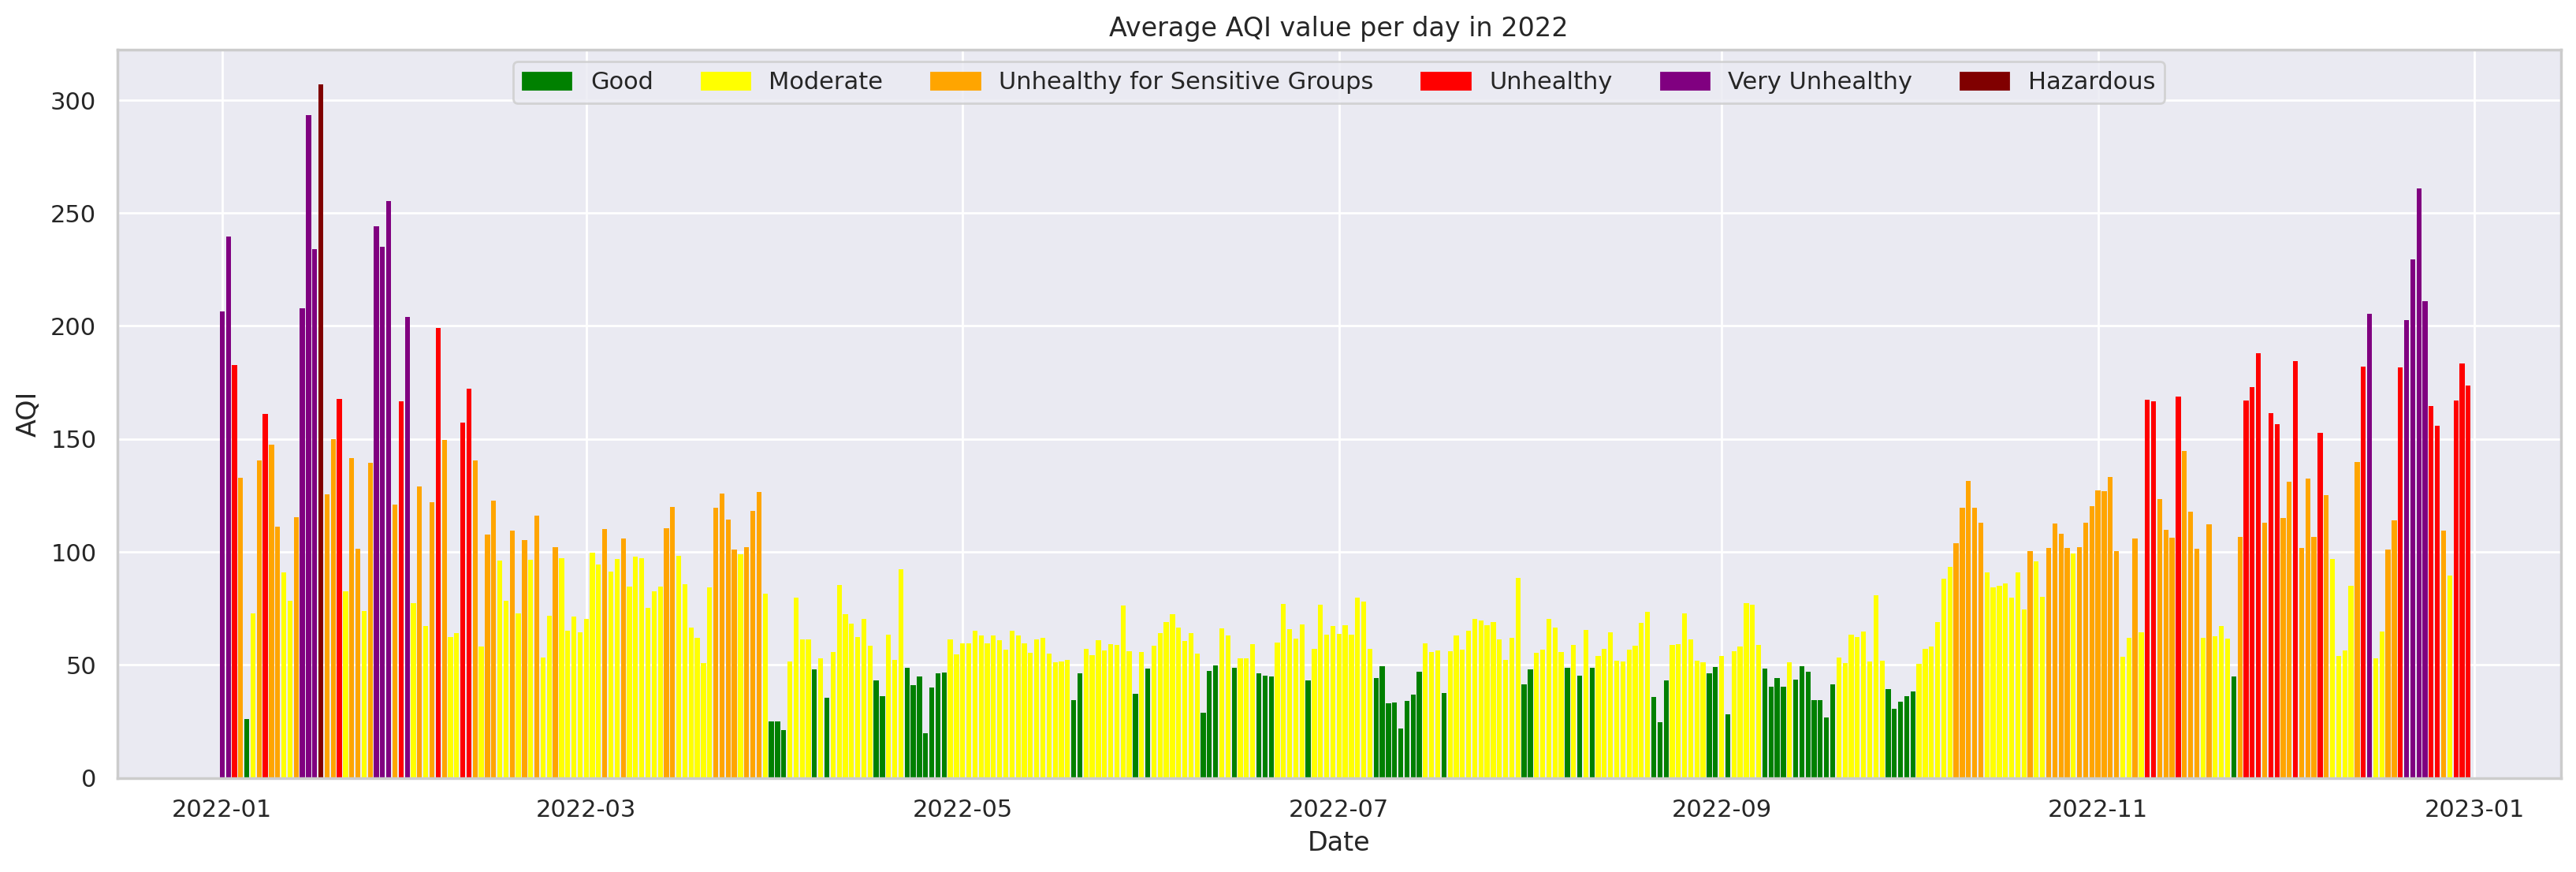 Average AQI value per day in 2022
Good Moderate Unhealthy for Sensitive Groups Unhealthy Very Unhealthy Hazardous
300
250
200
150
100
50
0
AQI
2022-01 2022-03 2022-05 2022-07 2022-09 2022-11 2023-01
Date